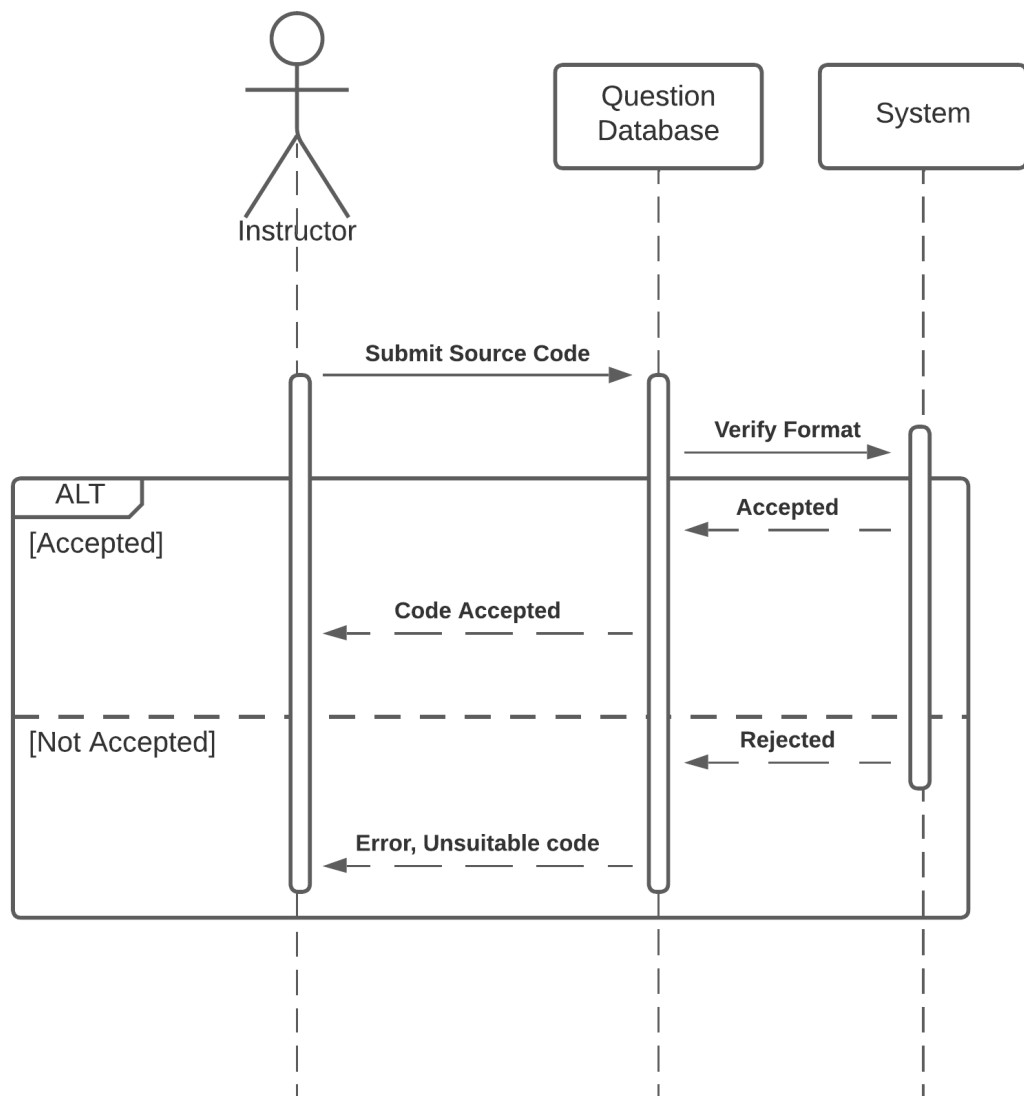 Question
Database
System
Instructor
Submit Source Code
Verify Format
ALT
Accepted
[Accepted]
Code Accepted
[Not Accepted]
Rejected
Error, Unsuitable code